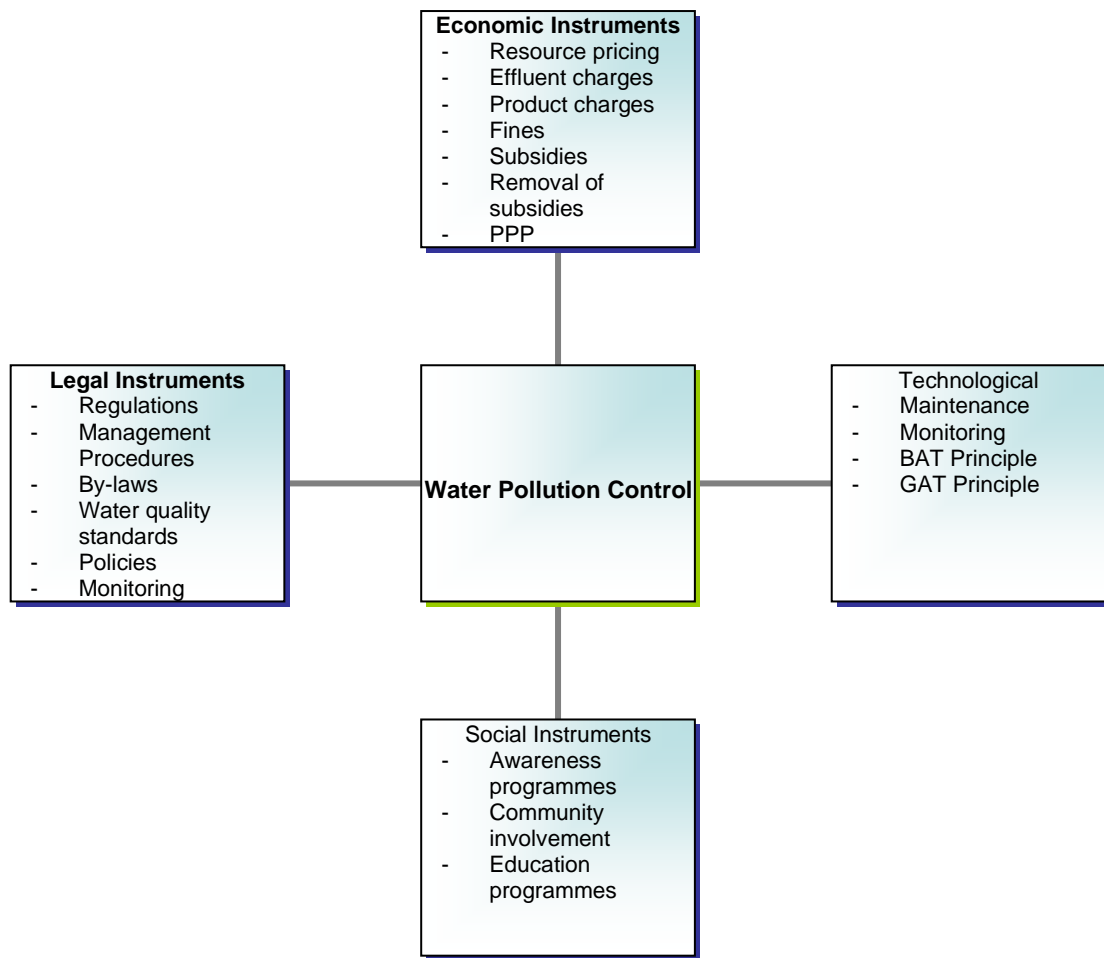 Economic Instruments
- Resource pricing
- Effluent charges
- Product charges
- Fines
- Subsidies
- Removal of
subsidies
- PPP
Legal Instruments
- Regulations
- Management
Procedures
- By-laws
- Water quality
standards
- Policies
- Monitoring
Water Pollution Control
Technological
- Maintenance
- Monitoring
- BAT Principle
- GAT Principle
Social Instruments
- Awareness
programmes
- Community
involvement
- Education
programmes